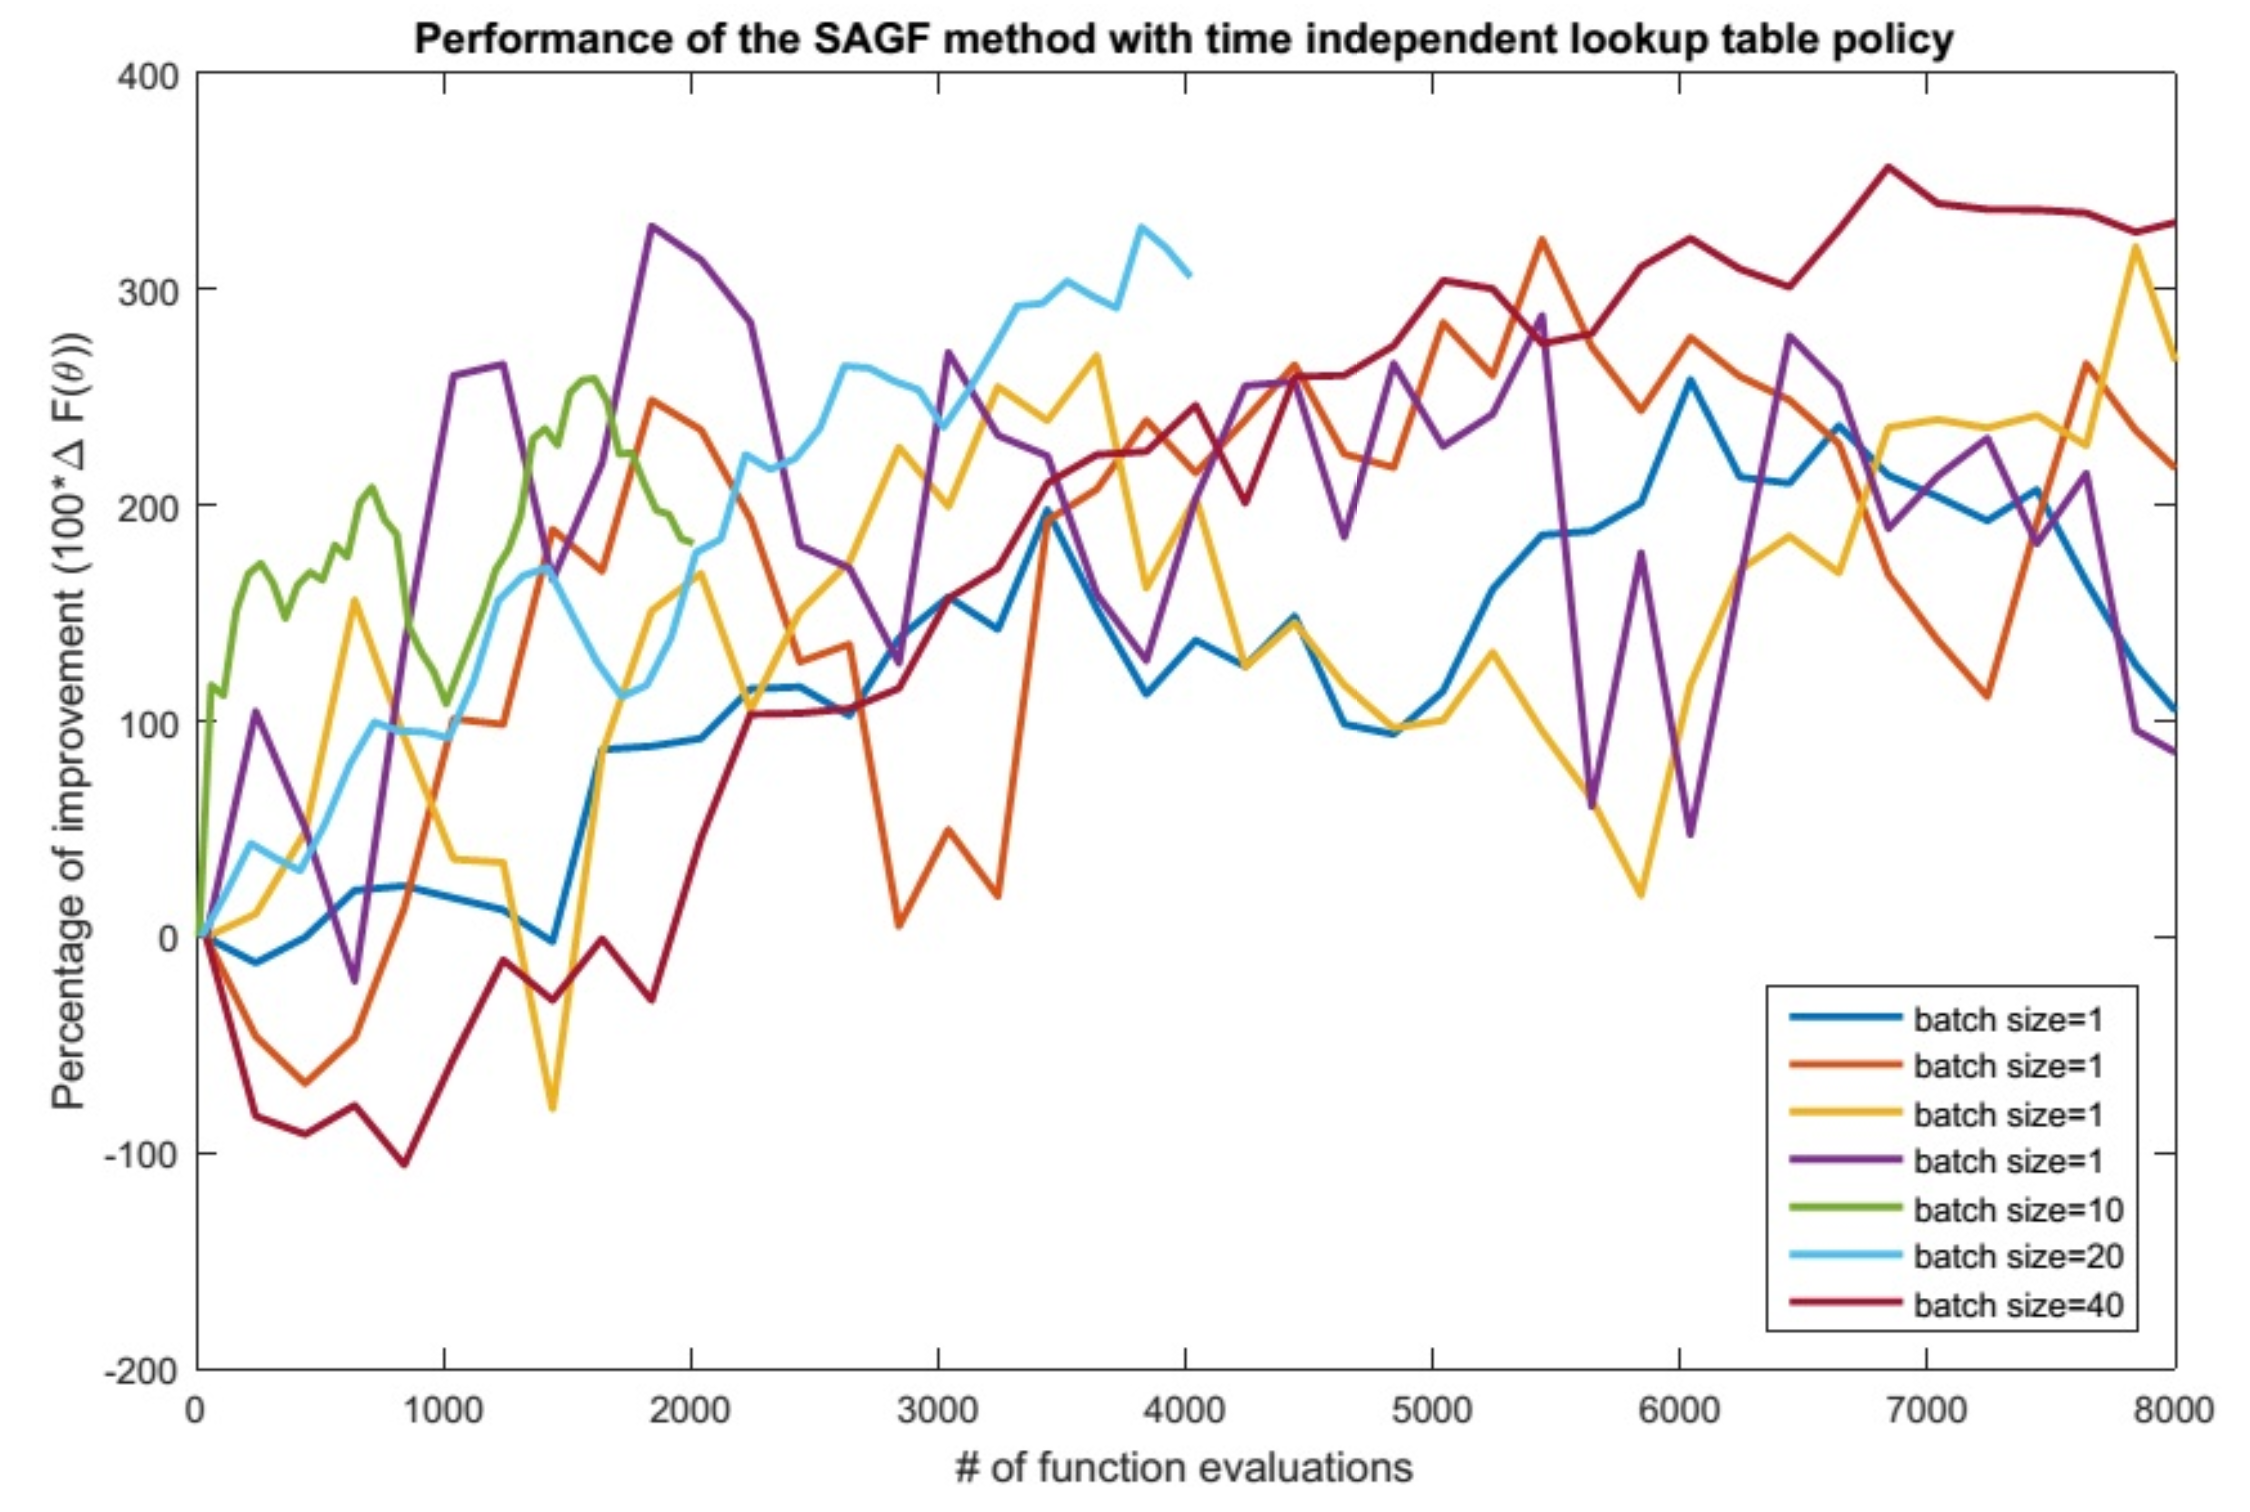 Performance of the SAGF method with time independent lookup table policy
Percentage of improvement (100*Δ F(θ))
400
300
200
100
0
-100
-200
0 1000 2000 3000 4000 5000 6000 7000 8000
# of function evaluations
batch size=1
batch size=1
batch size=1
batch size=1
batch size=10
batch size=20
batch size=40